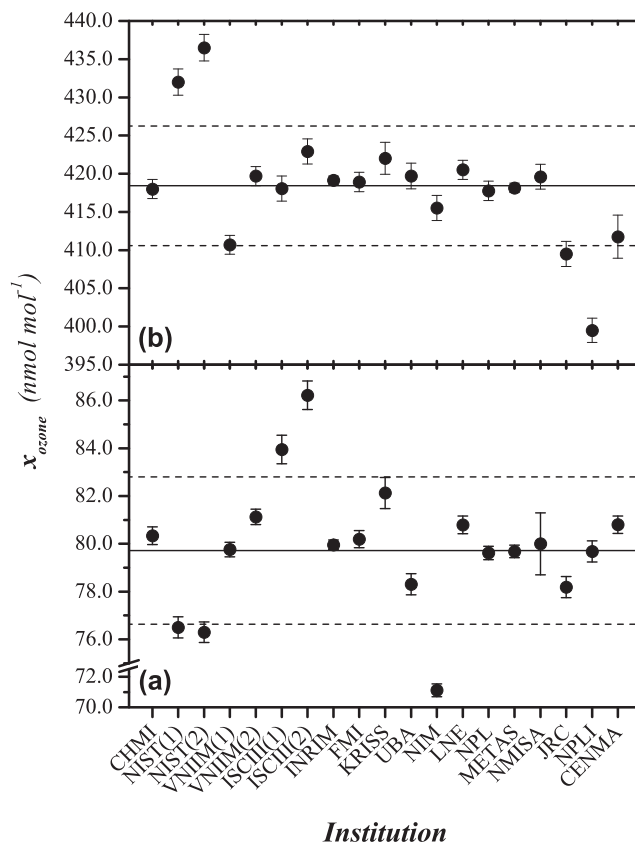 440.0
435.0
430.0
425.0
420.0
415.0
410.0
405.0
400.0
395.0
(b)
x_ozone (nmol mol⁻¹)
86.0
84.0
82.0
80.0
78.0
76.0
72.0
70.0
(a)
CHMI
NIST(1)
NIST(2)
VNIIM(1)
VNIIM(2)
ISCIII(1)
ISCIII(2)
INRIM
FMI
KRISS
UBA
NIM
LNE
NPL
METAS
NMISA
JRC
NPLI
CENMA
Institution